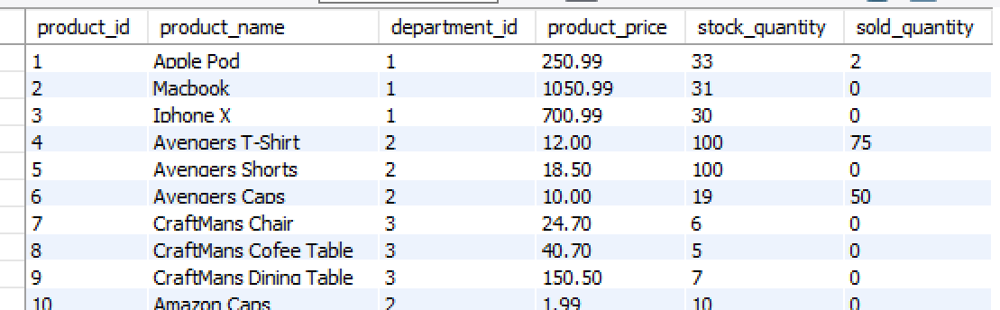 product_id product_name department_id product_price stock_quantity sold_quantity
1 Apple Pod 1 250.99 33 2
2 Macbook 1 1050.99 31 0
3 Iphone X 1 700.99 30 0
4 Avengers T-Shirt 2 12.00 100 75
5 Avengers Shorts 2 18.50 100 0
6 Avengers Caps 2 10.00 19 50
7 CraftMans Chair 3 24.70 6 0
8 CraftMans Cofee Table 3 40.70 5 0
9 CraftMans Dining Table 3 150.50 7 0
10 Amazon Caps 2 1.99 10 0